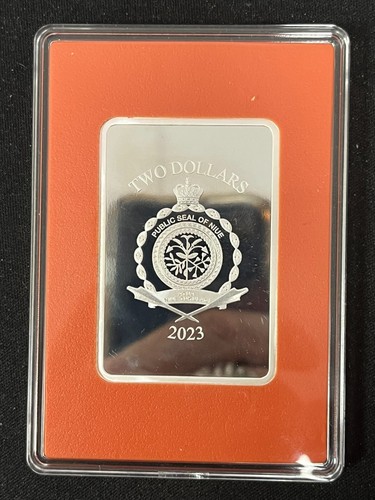 TWO DOLLARS
PUBLIC SEAL OF NIUE
2023